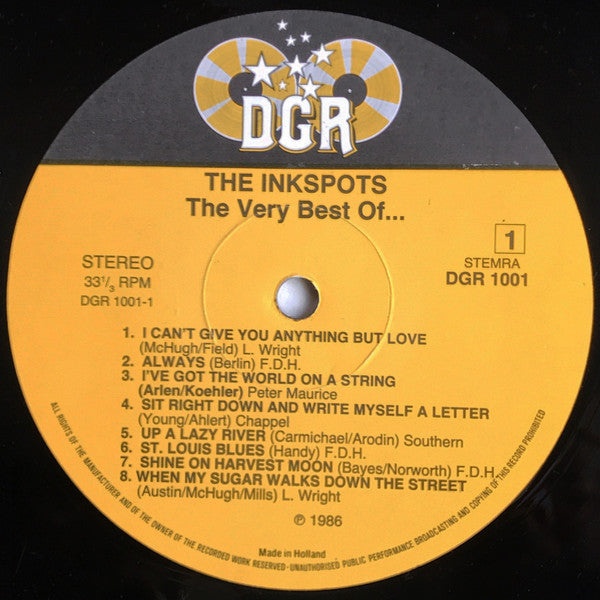 DGR
THE INKSPOTS
The Very Best Of...
STEREO
33 1/3 RPM
DGR 1001-1
1
STEMRA
DGR 1001
1. I CAN'T GIVE YOU ANYTHING BUT LOVE
(McHugh/Field) L. Wright
2. ALWAYS (Berlin) F.D.H.
3. I'VE GOT THE WORLD ON A STRING
(Arlen/Koehler) Peter Maurice
4. SIT RIGHT DOWN AND WRITE MYSELF A LETTER
(Young/Ahlert) Chappel
5. UP A LAZY RIVER (Carmichael/Arodin) Southern
6. ST. LOUIS BLUES (Handy) F.D.H.
7. SHINE ON HARVEST MOON (Bayes/Norworth) F.D.H.
8. WHEN MY SUGAR WALKS DOWN THE STREET
(Austin/McHugh/Mills) L. Wright
℗ 1986
Made in Holland
ALL RIGHTS OF THE MANUFACTURER AND OF THE OWNER OF THE RECORDED WORK RESERVED - UNAUTHORISED PUBLIC PERFORMANCE BROADCASTING AND COPYING OF THIS RECORD PROHIBITED